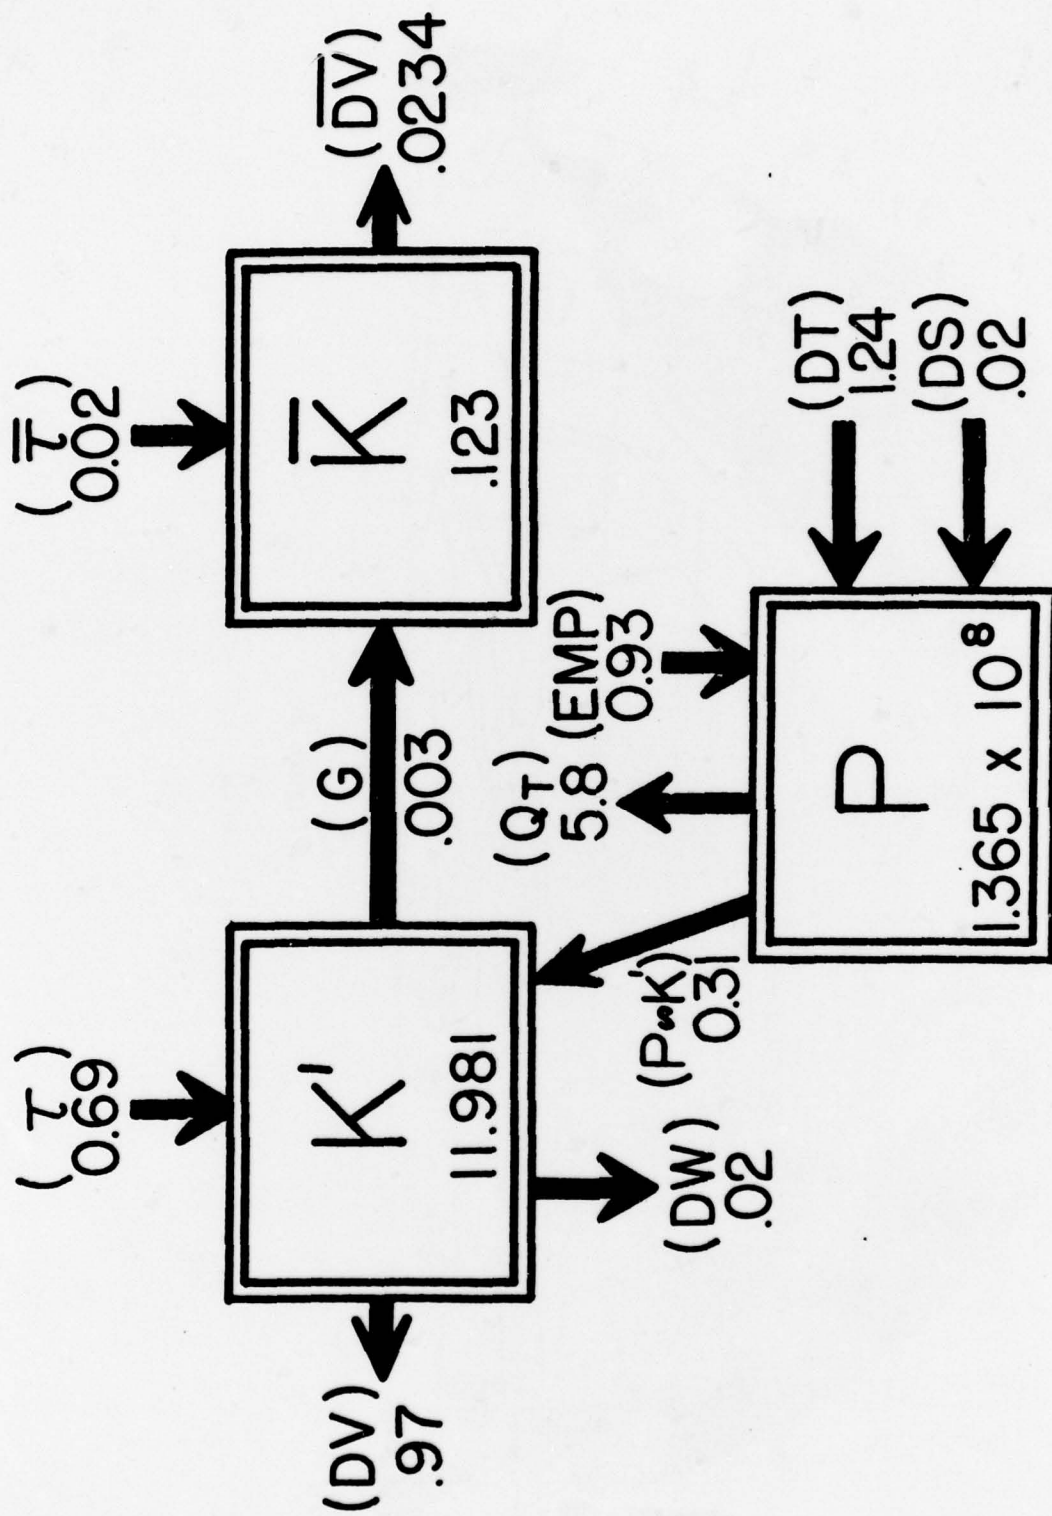 (τ̄)
0.69
(τ̿)
0.02
(DV)
.97
K'
11.981
(G)
.003
K̄
.123
(D̄V̄)
.0234
(DW)
.02
(P∞K')
0.31
(QT)
5.8
(EMP)
0.93
P
1.365 x 10⁸
(DT)
1.24
(DS)
.02